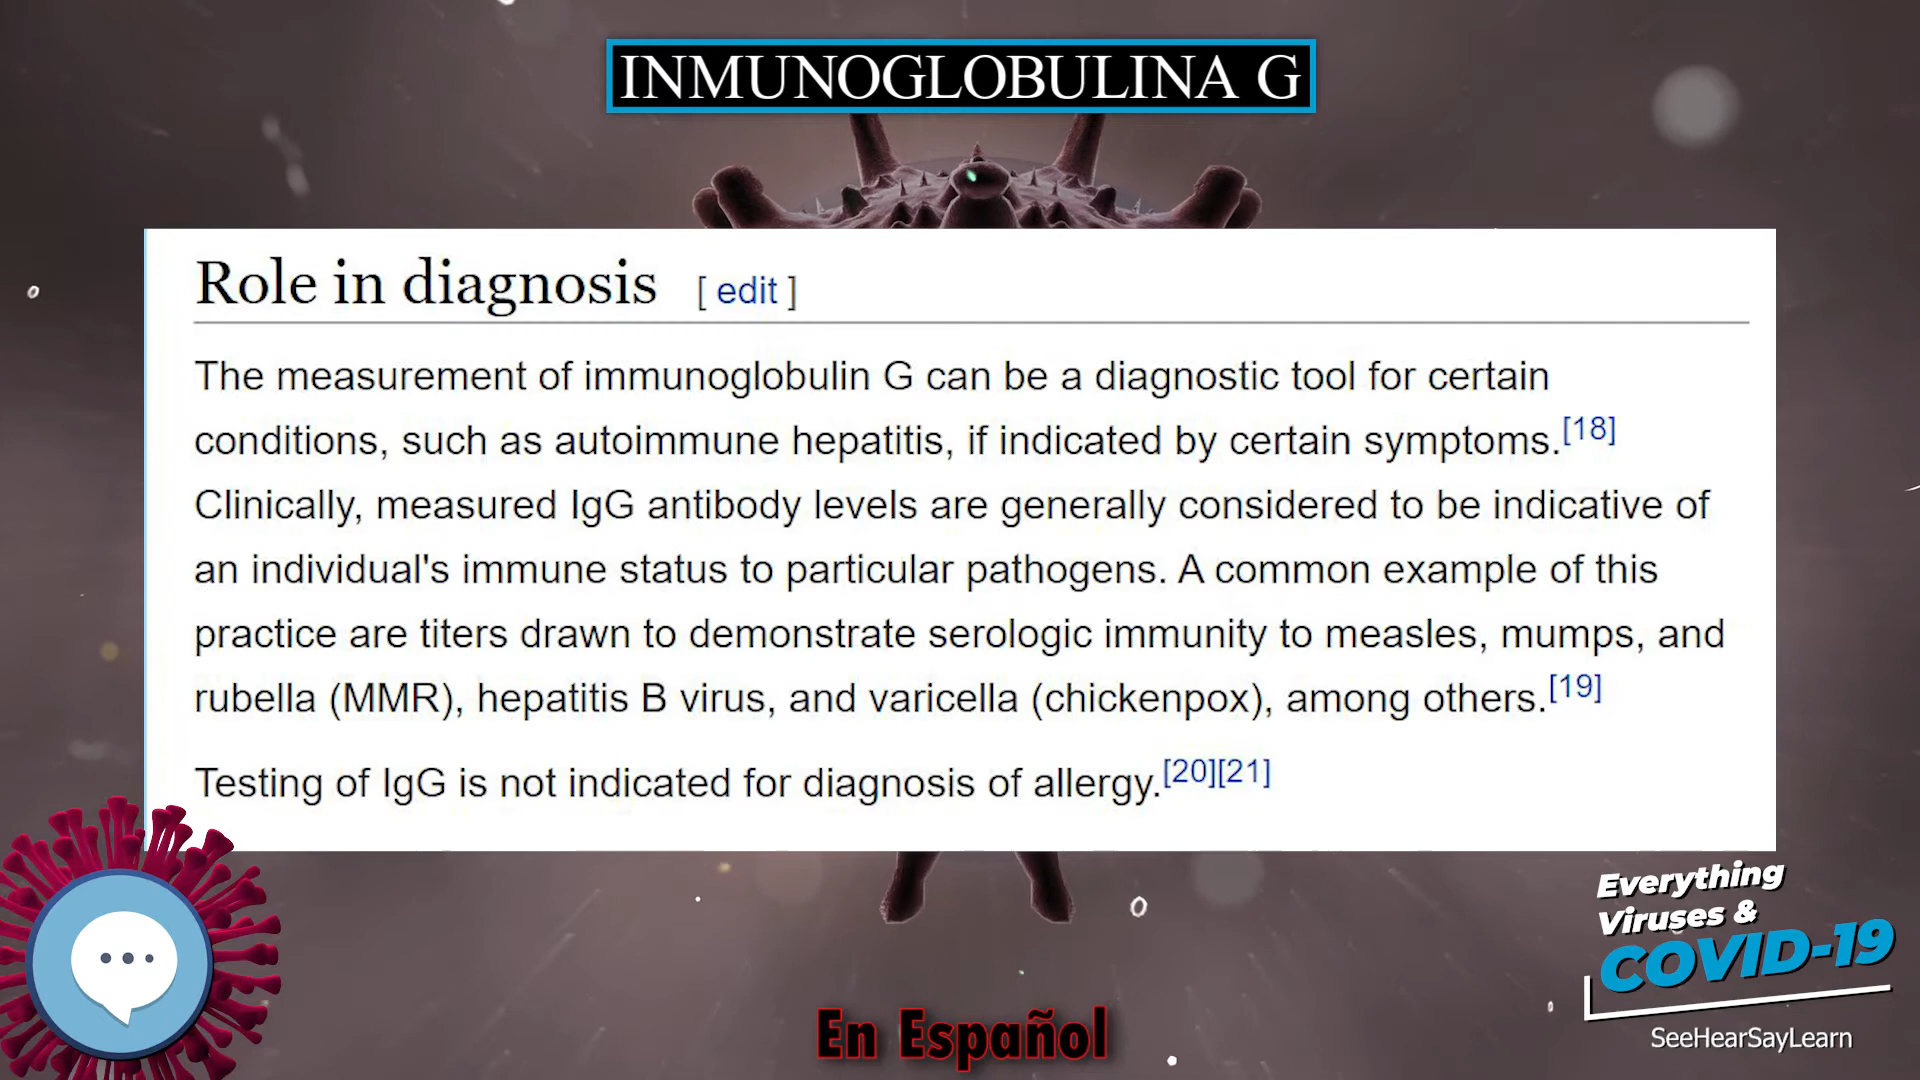 INMUNOGLOBULINA G
Role in diagnosis [ edit ]
The measurement of immunoglobulin G can be a diagnostic tool for certain
conditions, such as autoimmune hepatitis, if indicated by certain symptoms.[18]
Clinically, measured IgG antibody levels are generally considered to be indicative of
an individual's immune status to particular pathogens. A common example of this
practice are titers drawn to demonstrate serologic immunity to measles, mumps, and
rubella (MMR), hepatitis B virus, and varicella (chickenpox), among others.[19]
Testing of IgG is not indicated for diagnosis of allergy.[20][21]
Everything
Viruses &
COVID-19
SeeHearSayLearn
En Español